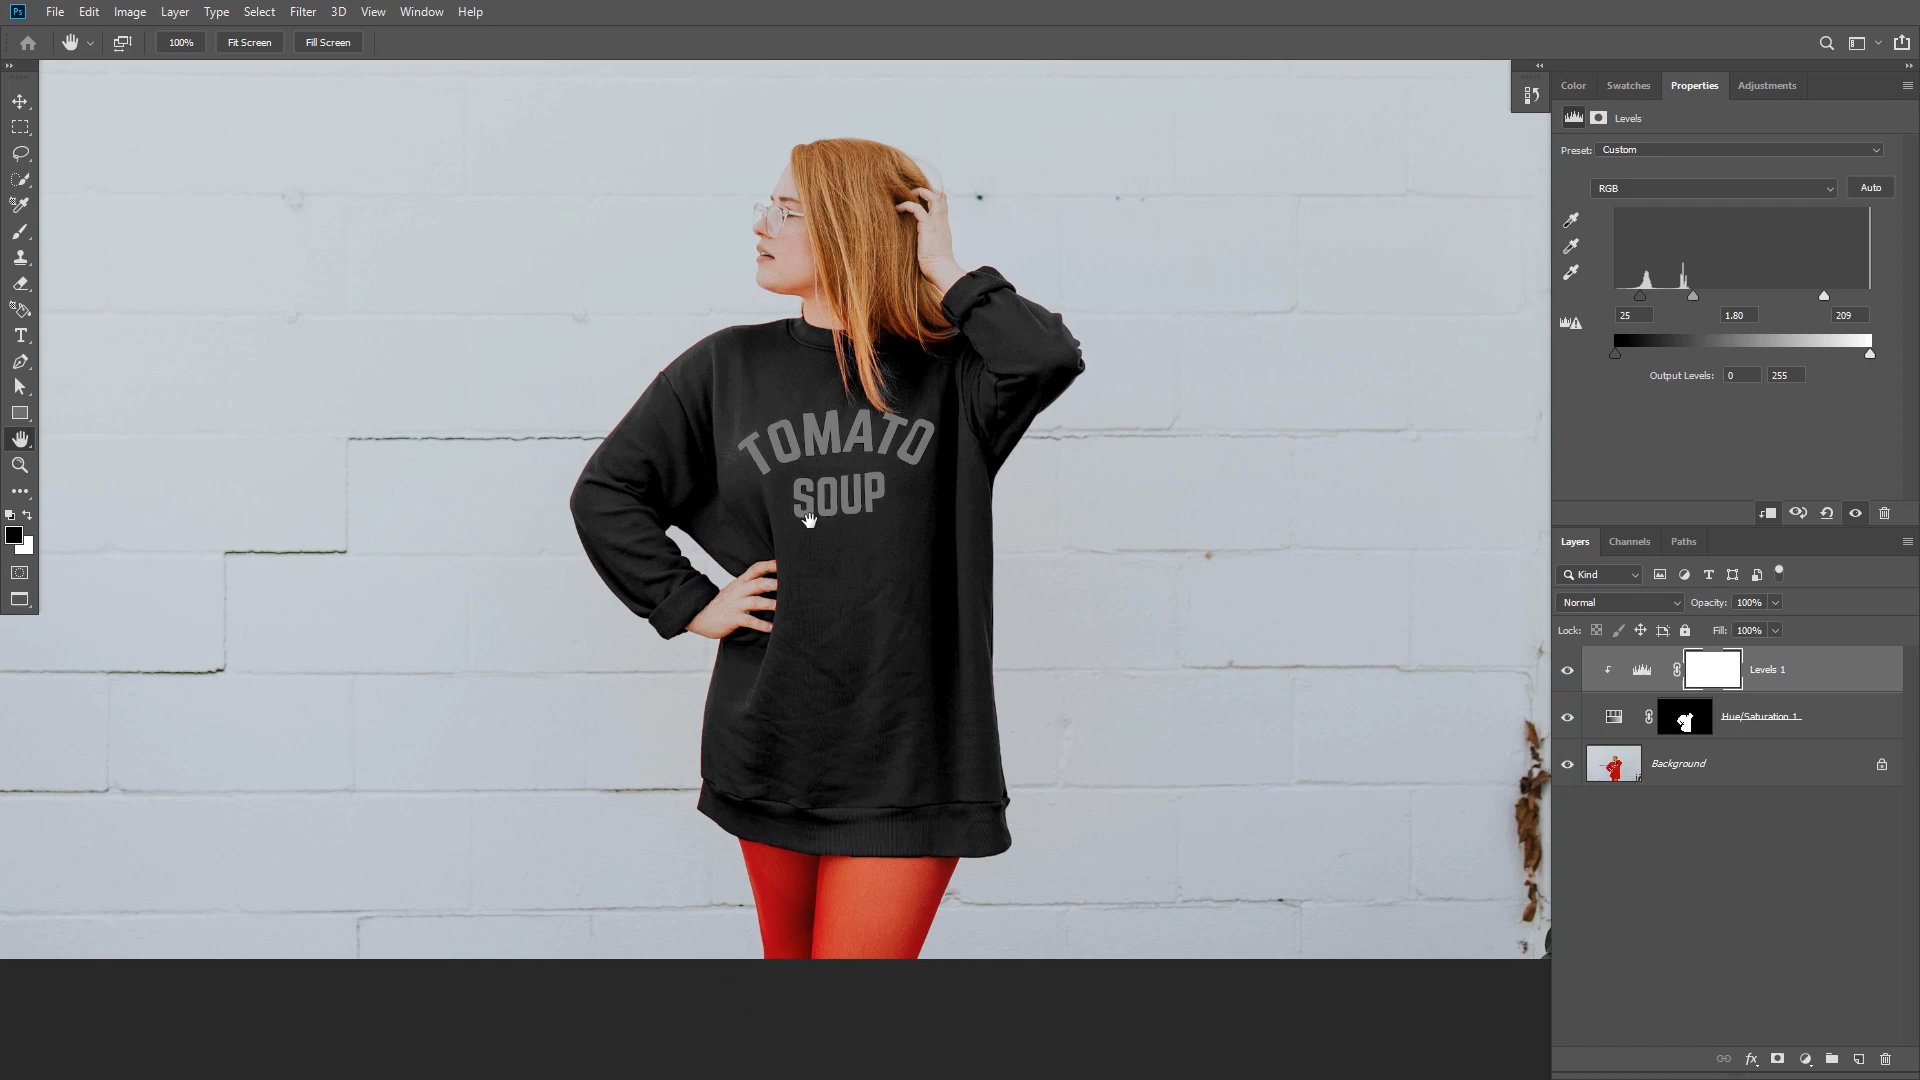 Ps File Edit Image Layer Type Select Filter 3D View Window Help
100% Fit Screen Fill Screen
Color Swatches Properties Adjustments
Levels
Preset: Custom
RGB Auto
25 1.80 209
Output Levels: 0 255
TOMATO
SOUP
Layers Channels Paths
Kind
Normal Opacity: 100%
Lock: Fill: 100%
Levels 1
Hue/Saturation 1
Background
fx